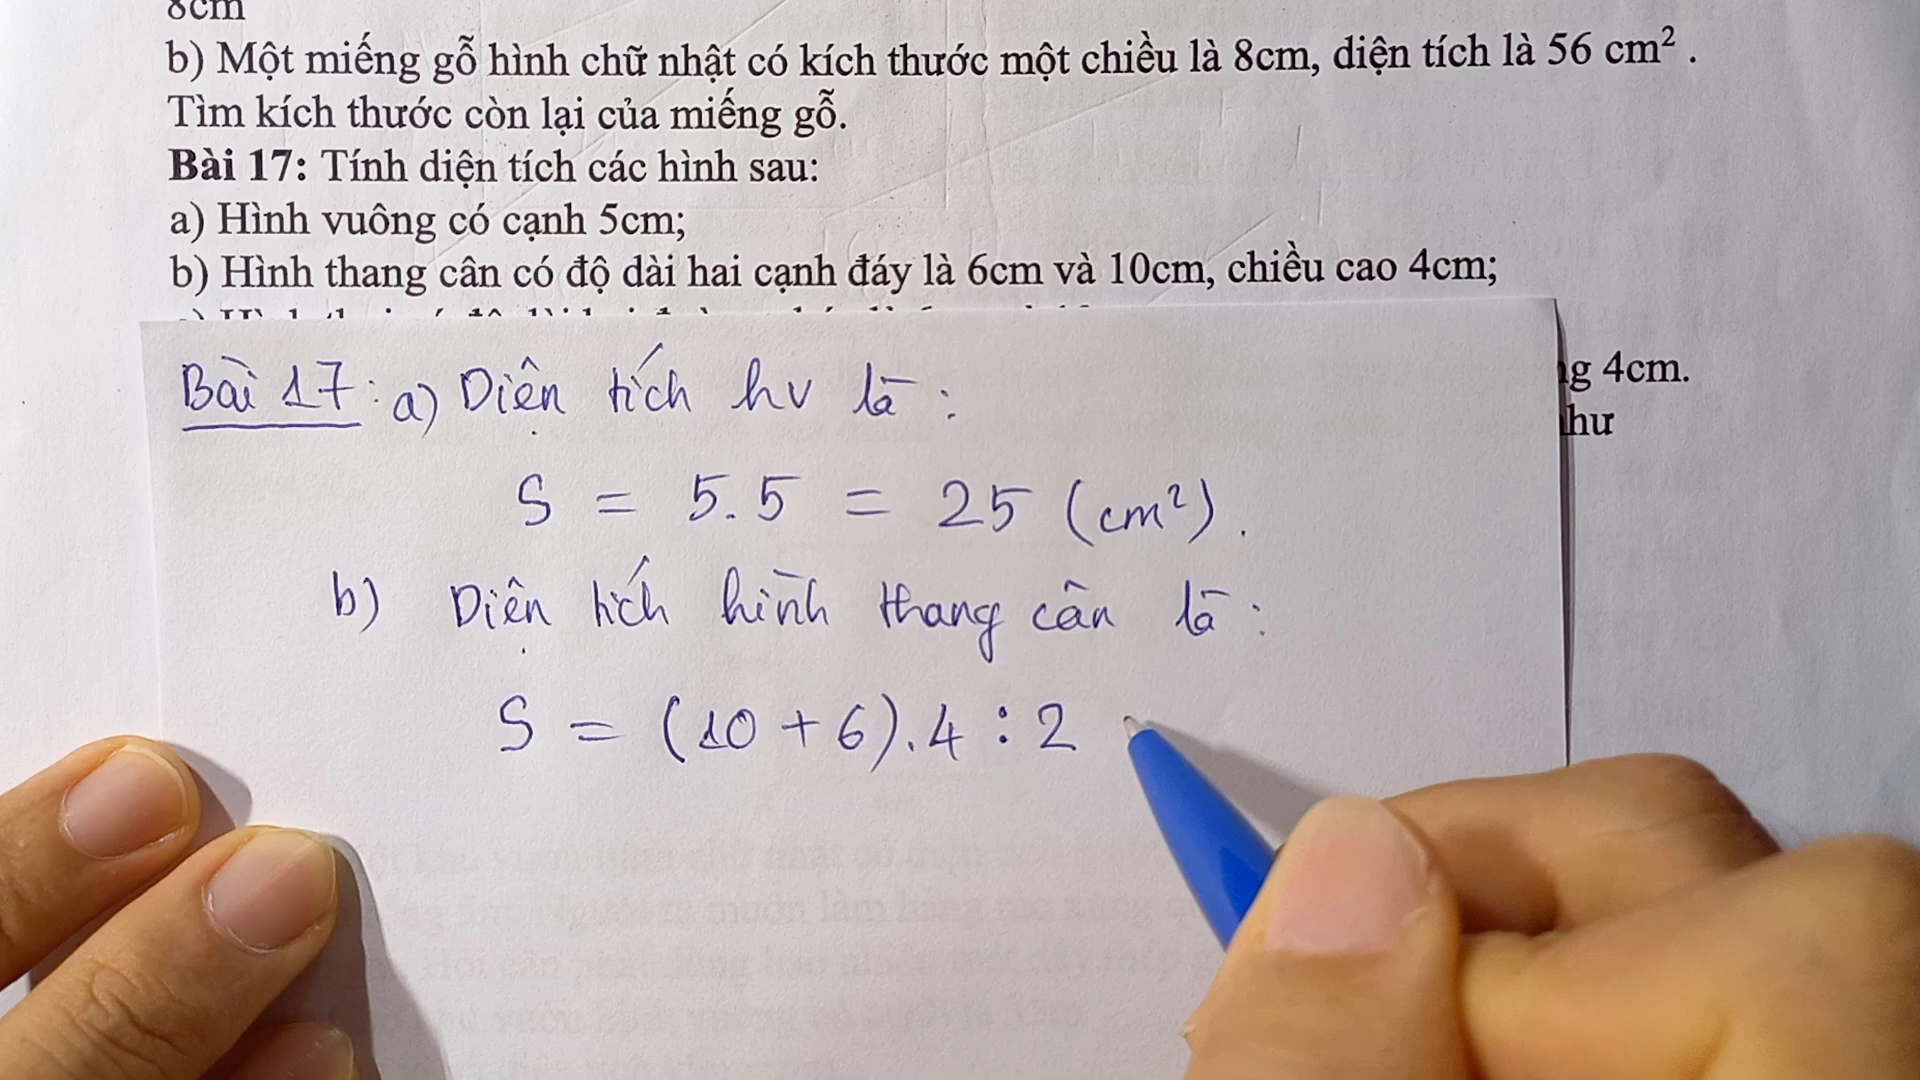 8cm
b) Một miếng gỗ hình chữ nhật có kích thước một chiều là 8cm, diện tích là 56 cm².
Tìm kích thước còn lại của miếng gỗ.
Bài 17: Tính diện tích các hình sau:
a) Hình vuông có cạnh 5cm;
b) Hình thang cân có độ dài hai cạnh đáy là 6cm và 10cm, chiều cao 4cm;
4cm.
Bài 17: a) Diện tích hv là:
S = 5.5 = 25 (cm²).
b) Diện tích hình thang cân là:
S = (10 + 6).4 : 2